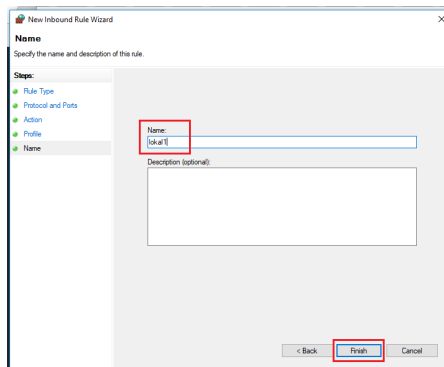 New Inbound Rule Wizard
Name
Specify the name and description of this rule.
Steps:
Rule Type
Protocol and Ports
Action
Profile
Name
Name:
lokal1
Description (optional):
< Back
Finish
Cancel